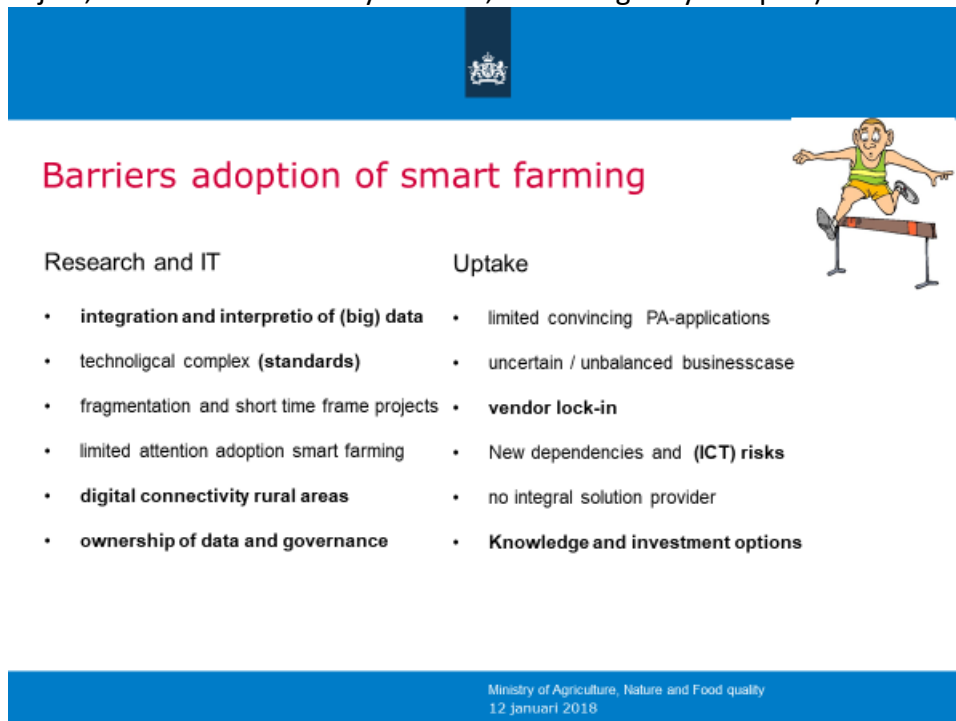 Barriers adoption of smart farming
Research and IT
• integration and interpretio of (big) data
• technoligcal complex (standards)
• fragmentation and short time frame projects
• limited attention adoption smart farming
• digital connectivity rural areas
• ownership of data and governance
Uptake
• limited convincing PA-applications
• uncertain / unbalanced businesscase
• vendor lock-in
• New dependencies and (ICT) risks
• no integral solution provider
• Knowledge and investment options
Ministry of Agriculture, Nature and Food quality
12 januari 2018